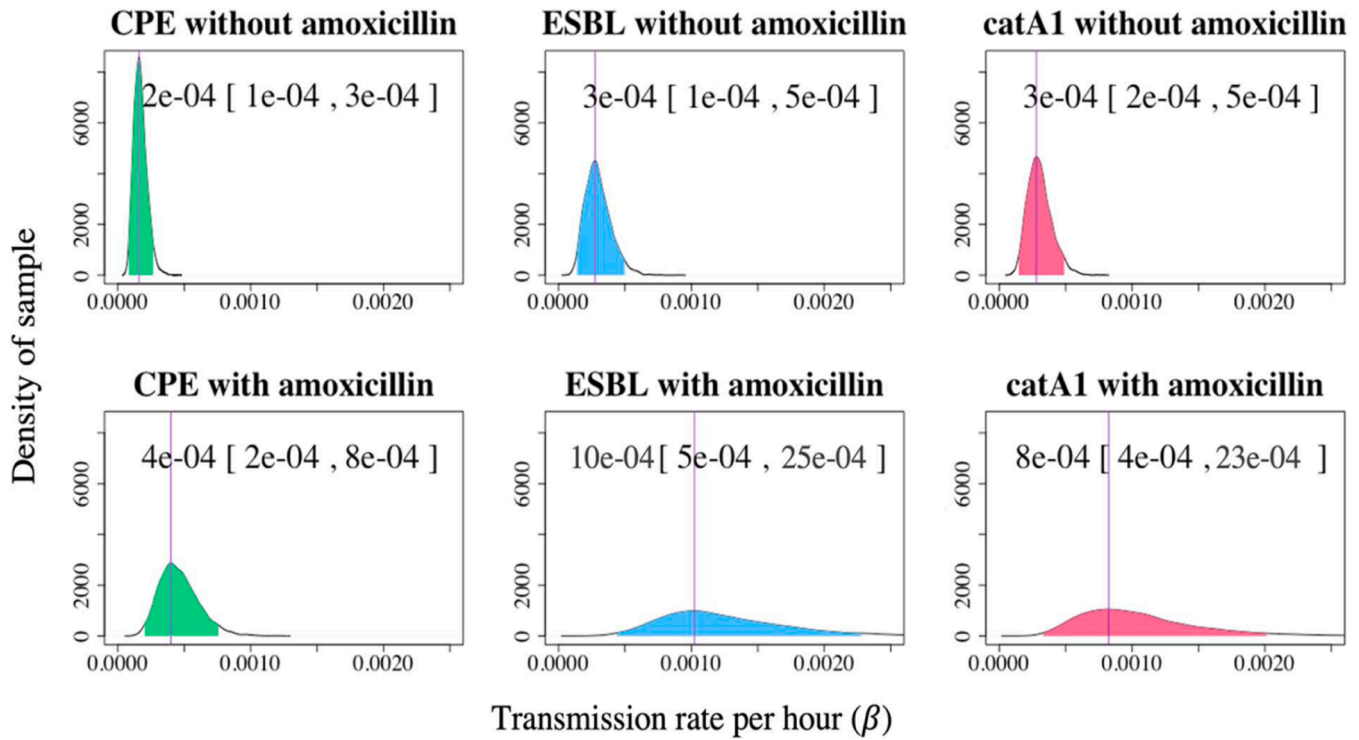 CPE without amoxicillin
ESBL without amoxicillin
catA1 without amoxicillin
2e-04 [ 1e-04 , 3e-04 ]
3e-04 [ 1e-04 , 5e-04 ]
3e-04 [ 2e-04 , 5e-04 ]
6000
2000
0
0.0000
0.0010
0.0020
6000
2000
0
0.0000
0.0010
0.0020
6000
2000
0
0.0000
0.0010
0.0020
Density of sample
CPE with amoxicillin
ESBL with amoxicillin
catA1 with amoxicillin
4e-04 [ 2e-04 , 8e-04 ]
10e-04[ 5e-04 , 25e-04 ]
8e-04 [ 4e-04 ,23e-04 ]
6000
2000
0
0.0000
0.0010
0.0020
6000
2000
0
0.0000
0.0010
0.0020
6000
2000
0
0.0000
0.0010
0.0020
Transmission rate per hour (β)